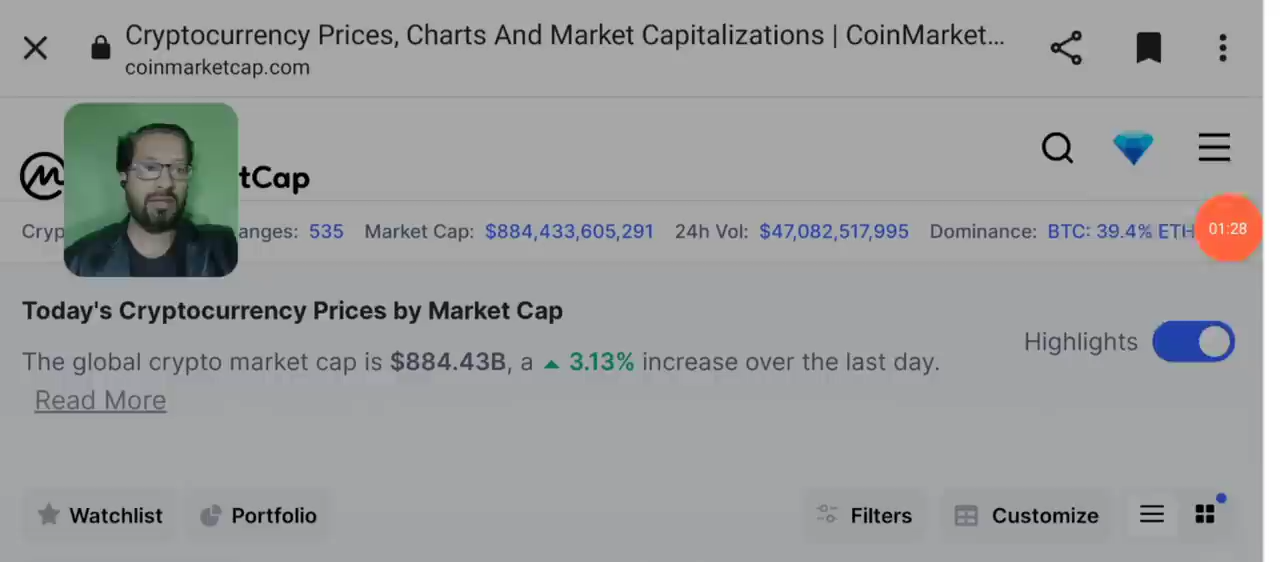 Cryptocurrency Prices, Charts And Market Capitalizations | CoinMarket...
coinmarketcap.com
tCap
Cryp anges: 535 Market Cap: $884,433,605,291 24h Vol: $47,082,517,995 Dominance: BTC: 39.4% ETH
01:28
Today's Cryptocurrency Prices by Market Cap
Highlights
The global crypto market cap is $884.43B, a ▲ 3.13% increase over the last day.
Read More
Watchlist Portfolio Filters Customize